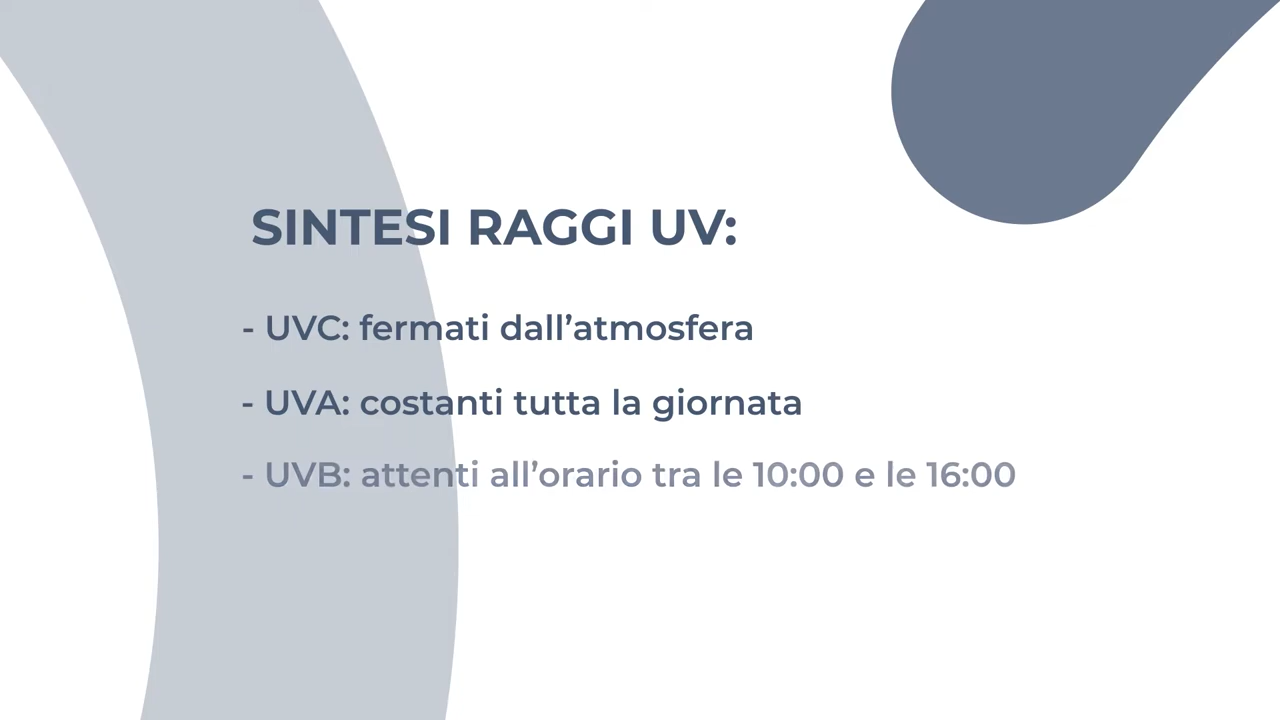 SINTESI RAGGI UV:
- UVC: fermati dall’atmosfera
- UVA: costanti tutta la giornata
- UVB: attenti all’orario tra le 10:00 e le 16:00